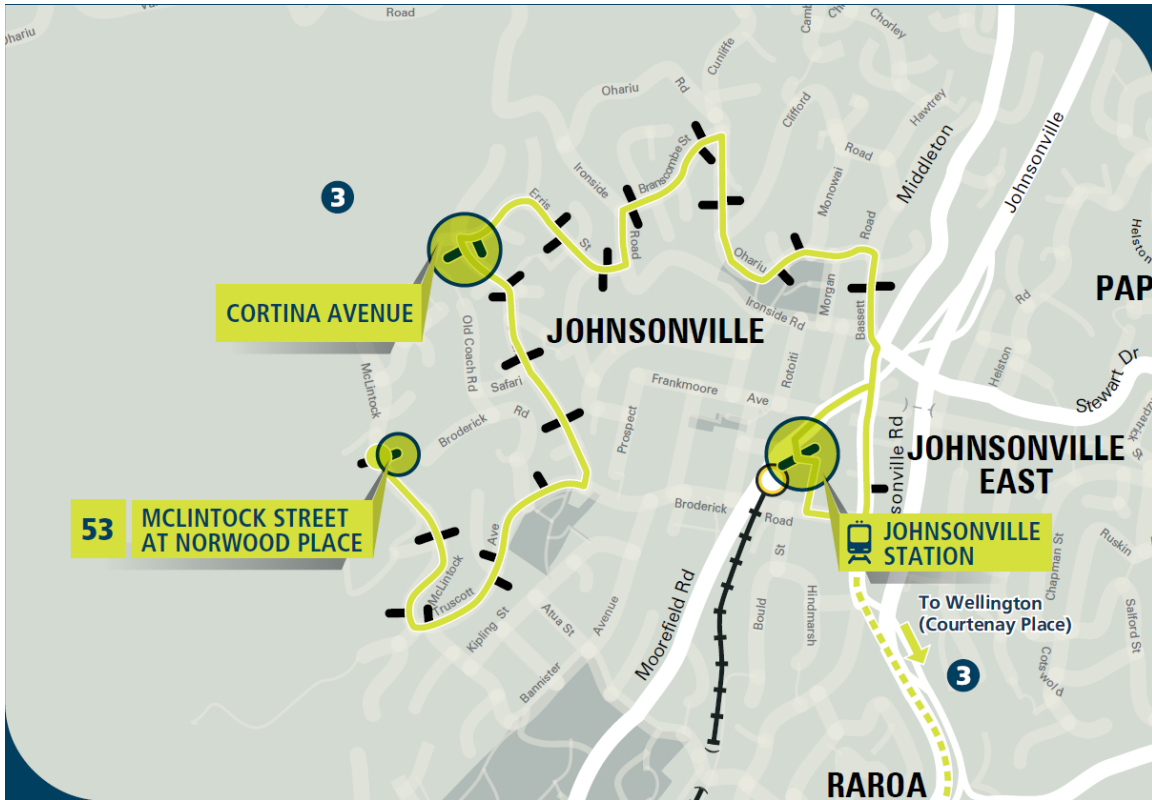 Road
Ohariu
Chorley
Cunliffe
Rd
Ohariu
Clifford
Hawtrey
Road
Middleton
Johnsonville
Monowai
Road
Helston
PAP
3
Ironside
Branscombe St
Erris
St
Road
Ohariu
Morgan
Ironside Rd
Bassett
Rd
CORTINA AVENUE
JOHNSONVILLE
Old Coach Rd
Safari
McLintock
Broderick
Rd
Prospect
Frankmoore
Ave
Rotoiti
Helston
Stewart Dr
JOHNSONVILLE
EAST
sonville Rd
53
MCLINTOCK STREET
AT NORWOOD PLACE
Broderick
Road
St
JOHNSONVILLE
STATION
Ruskin
Chapman St
Salford St
Cotswold
McLintock
Truscott
Ave
Kipling St
Atua St
Avenue
Bannister
Moorefield Rd
Bould
Hindmarsh
To Wellington
(Courtenay Place)
3
RAROA